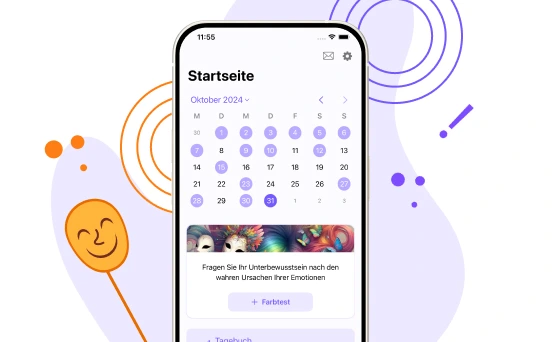 11:55
Startseite
Oktober 2024
M D M D F S S
30 1 2 3 4 5 6
7 8 9 10 11 12 13
14 15 16 17 18 19 20
21 22 23 24 25 26 27
28 29 30 31 1 2 3
Fragen Sie Ihr Unterbewusstsein nach den
wahren Ursachen Ihrer Emotionen
+ Farbtest
Tagebuch